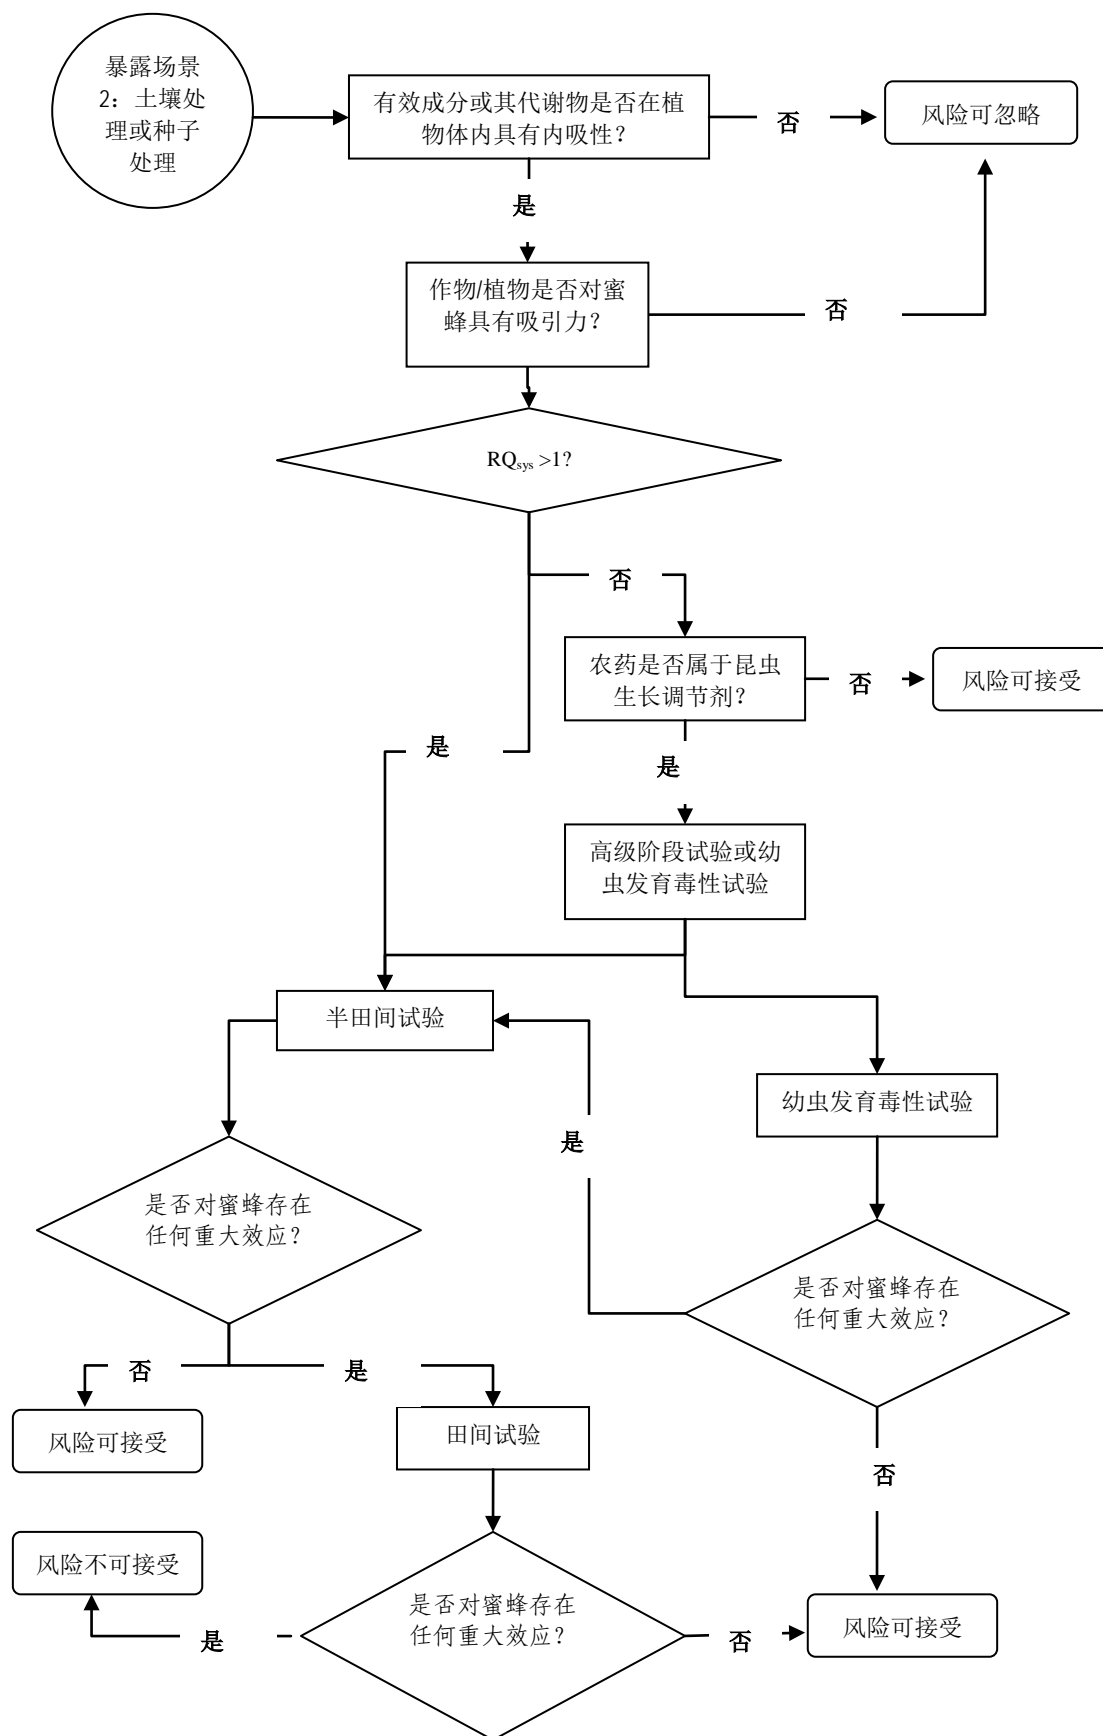 暴露场景
2：土壤处
理或种子
处理
有效成分或其代谢物是否在植
物体内具有内吸性？
否
风险可忽略
是
作物/植物是否对蜜
蜂具有吸引力？
否
RQsys >1?
否
农药是否属于昆虫
生长调节剂？
否
风险可接受
是
是
高级阶段试验或幼
虫发育毒性试验
半田间试验
幼虫发育毒性试验
是
是否对蜜蜂存在
任何重大效应？
是否对蜜蜂存在
任何重大效应？
否
是
风险可接受
田间试验
否
风险不可接受
是否对蜜蜂存在
任何重大效应？
是
否
风险可接受